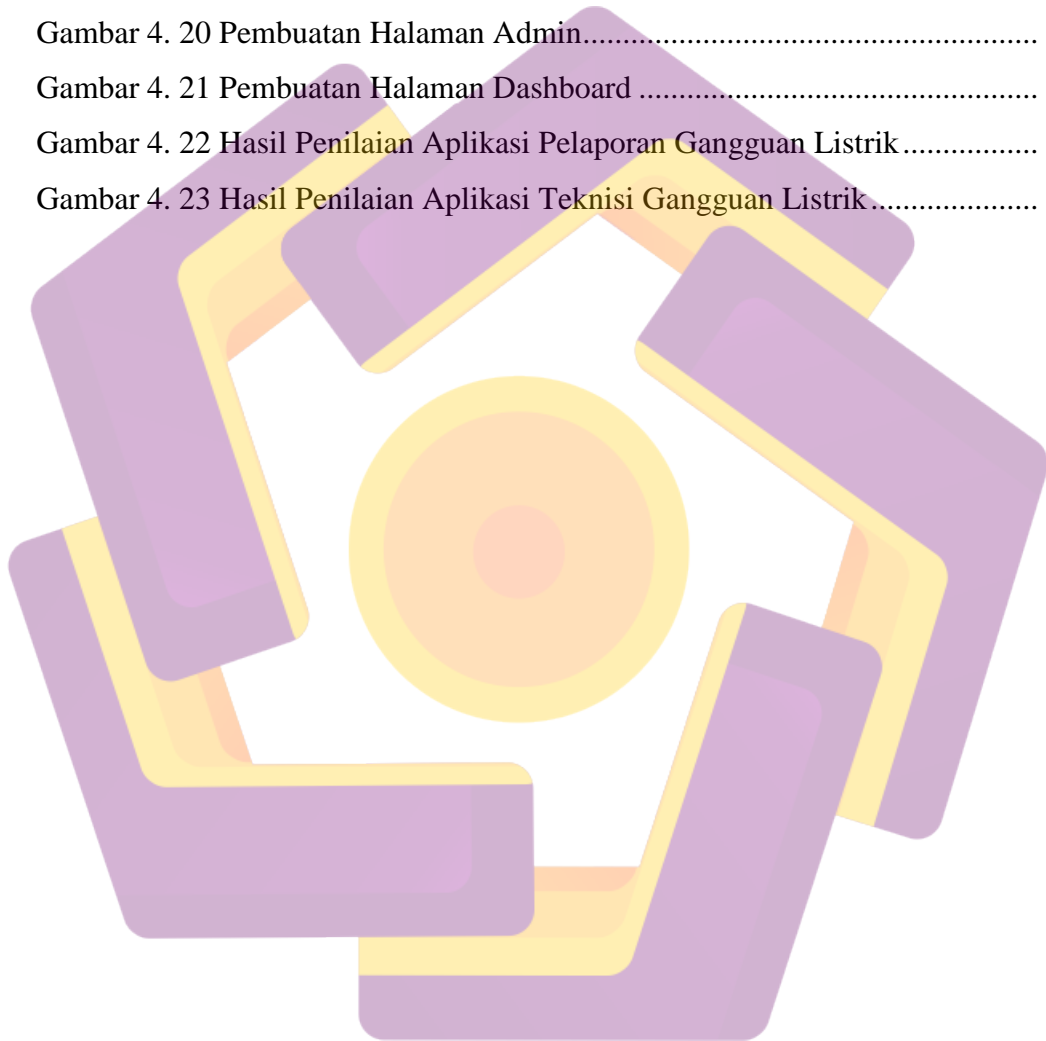 Gambar 4. 20 Pembuatan Halaman Admin.........................................................
Gambar 4. 21 Pembuatan Halaman Dashboard ..................................................
Gambar 4. 22 Hasil Penilaian Aplikasi Pelaporan Gangguan Listrik.................
Gambar 4. 23 Hasil Penilaian Aplikasi Teknisi Gangguan Listrik.....................